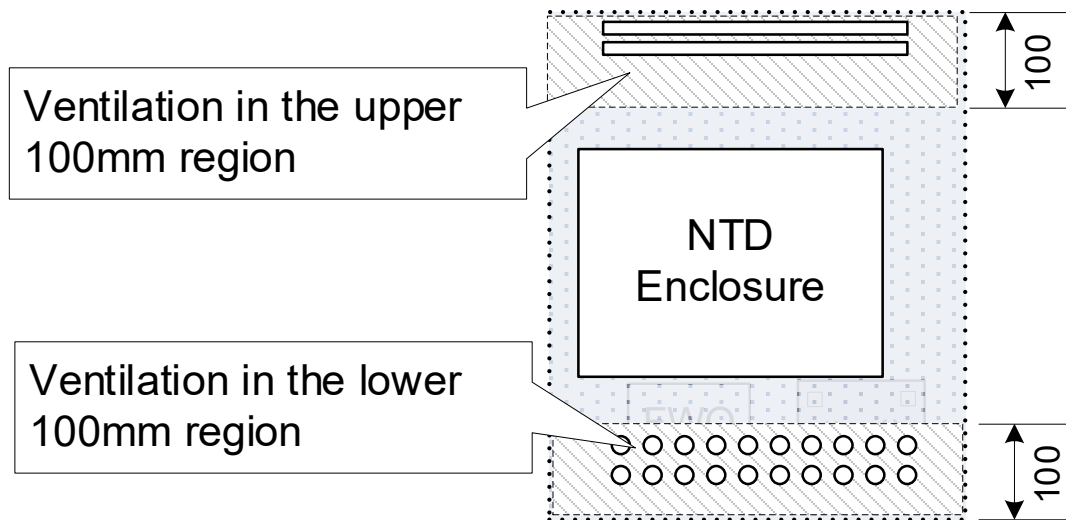 100
Ventilation in the upper
100mm region
NTD
Enclosure
Ventilation in the lower
100mm region
100